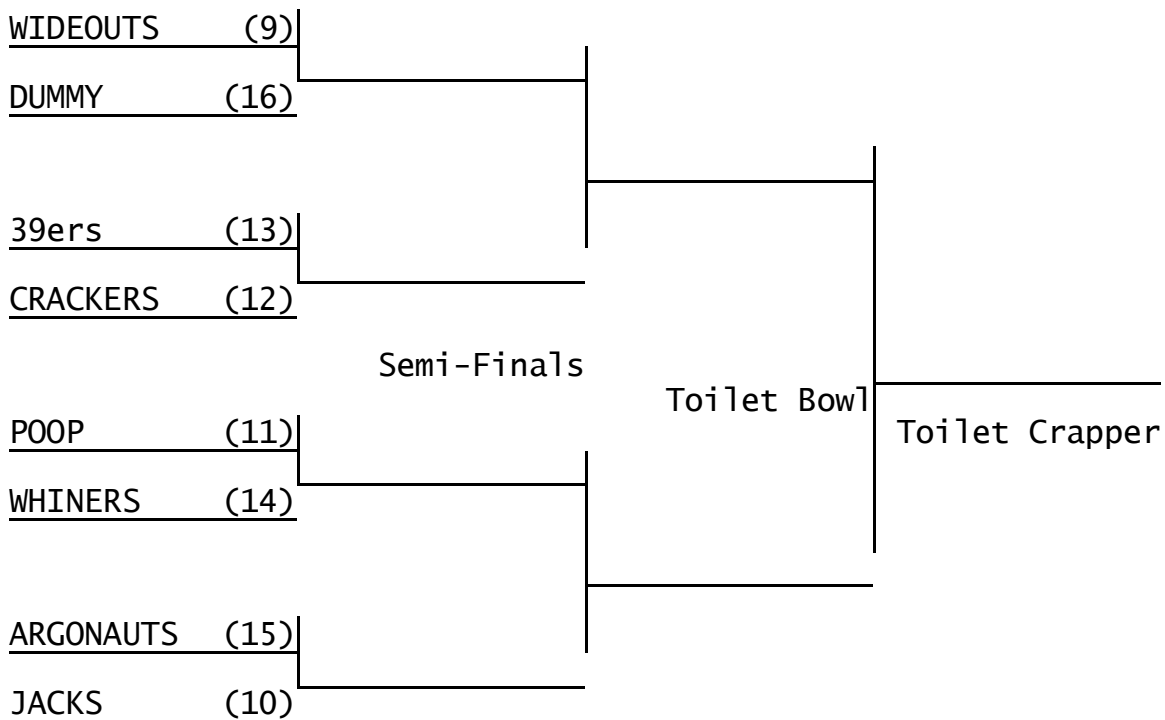 WIDEOUTS (9)
DUMMY (16)
39ers (13)
CRACKERS (12)
Semi-Finals
Toilet Bowl
POOP (11)
Toilet Crapper
WHINERS (14)
ARGONAUTS (15)
JACKS (10)